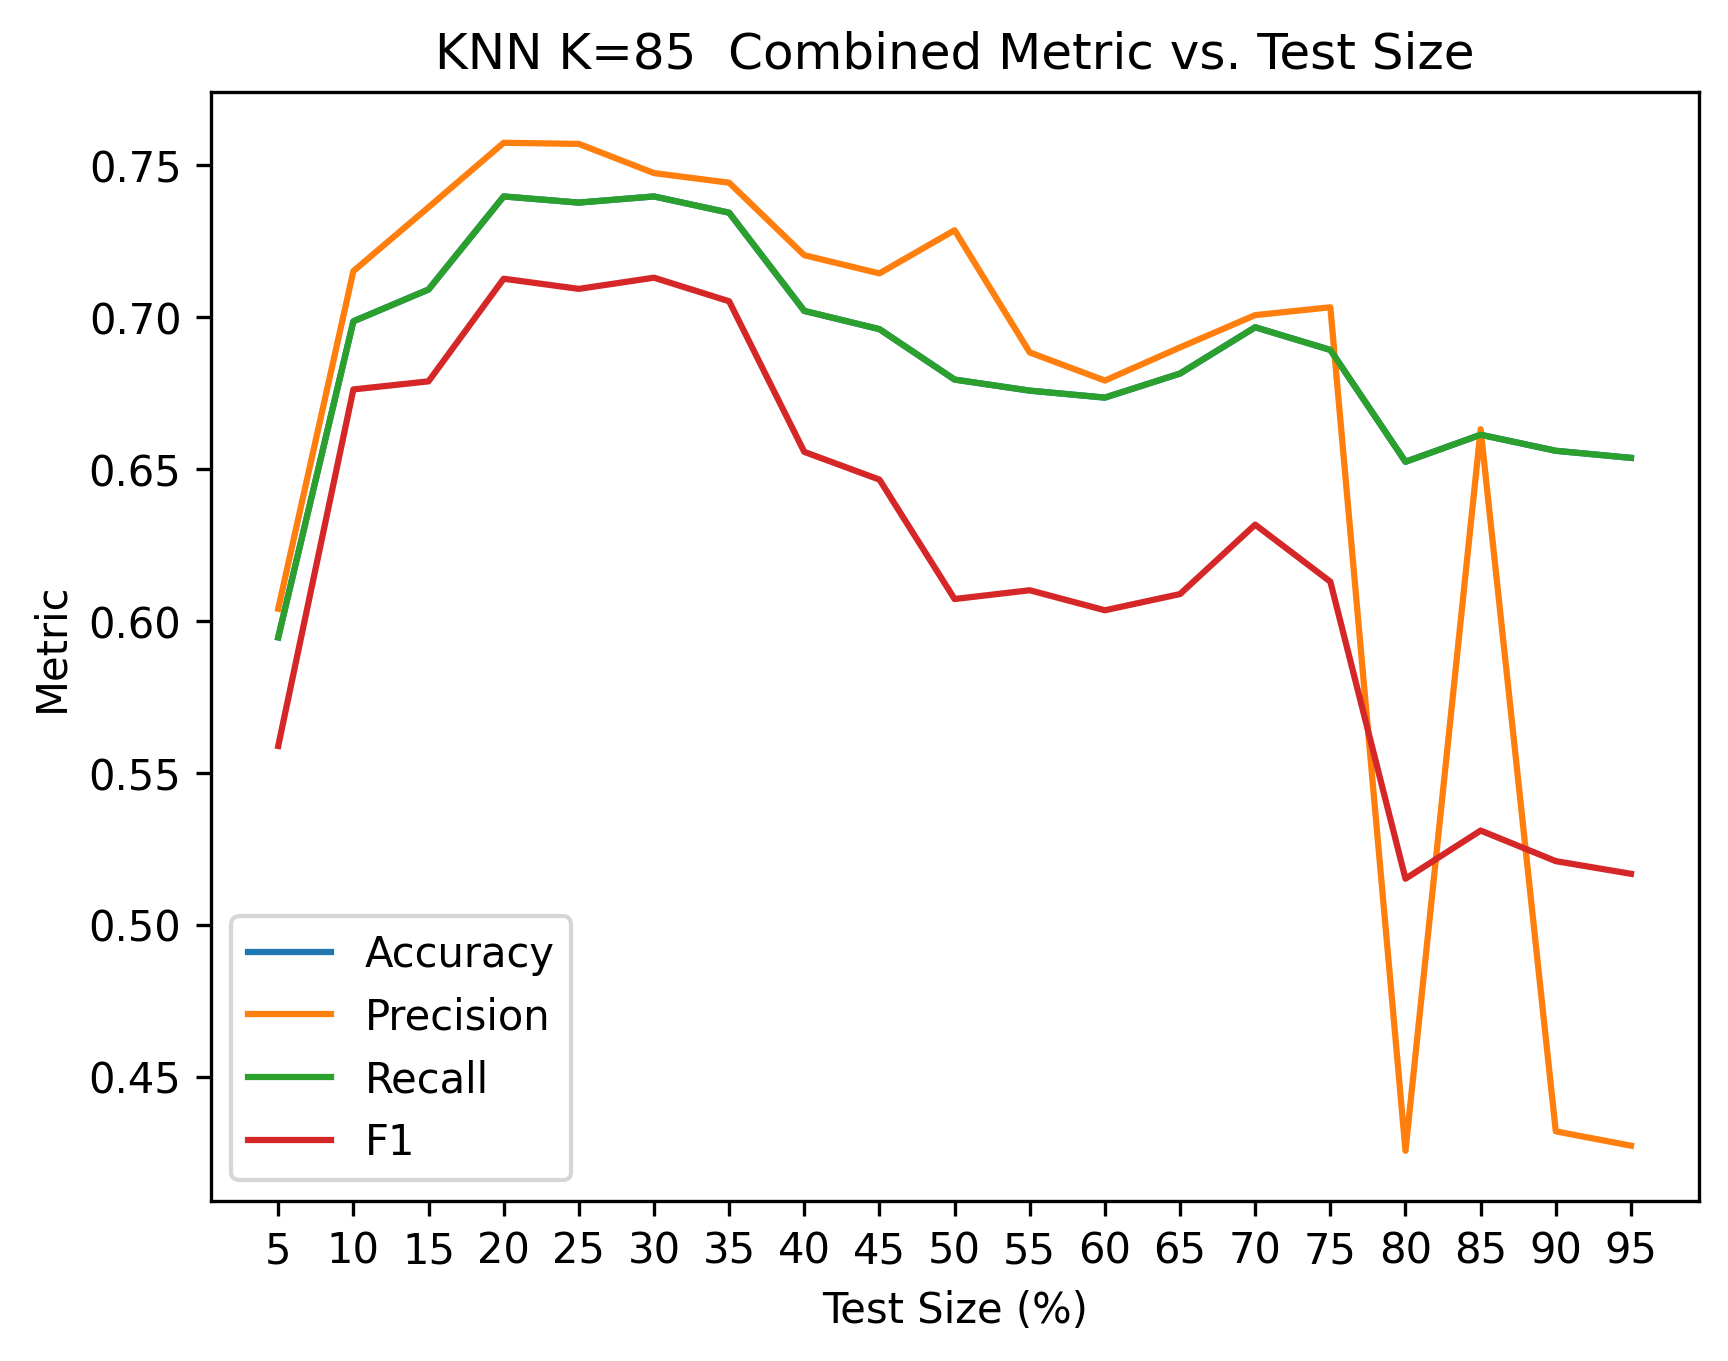 KNN K=85  Combined Metric vs. Test Size
0.75
0.70
0.65
0.60
0.55
0.50
0.45
Metric
Accuracy
Precision
Recall
F1
5 10 15 20 25 30 35 40 45 50 55 60 65 70 75 80 85 90 95
Test Size (%)